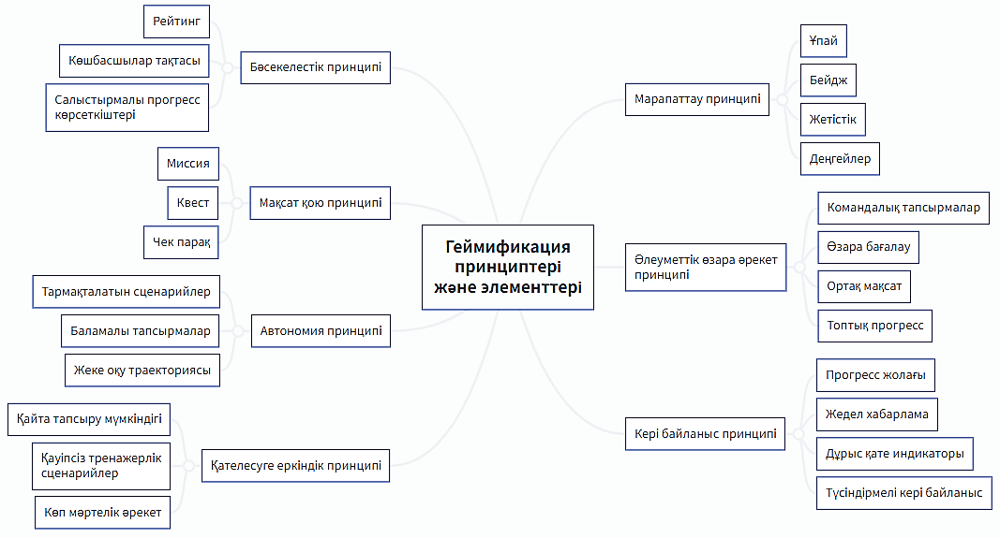 Геймификация
принциптері
және элементтері
Бәсекелестік принципі
Рейтинг
Көшбасшылар тақтасы
Салыстырмалы прогресс
көрсеткіштері
Мақсат қою принципі
Миссия
Квест
Чек парақ
Автономия принципі
Тармақталатын сценарийлер
Баламалы тапсырмалар
Жеке оқу траекториясы
Қателесуге еркіндік принципі
Қайта тапсыру мүмкіндігі
Қауіпсіз тренажерлік
сценарийлер
Көп мәртелік әрекет
Марапаттау принципі
Ұпай
Бейдж
Жетістік
Деңгейлер
Әлеуметтік өзара әрекет
принципі
Командалық тапсырмалар
Өзара бағалау
Ортақ мақсат
Топтық прогресс
Кері байланыс принципі
Прогресс жолағы
Жедел хабарлама
Дұрыс қате индикаторы
Түсіндірмелі кері байланыс